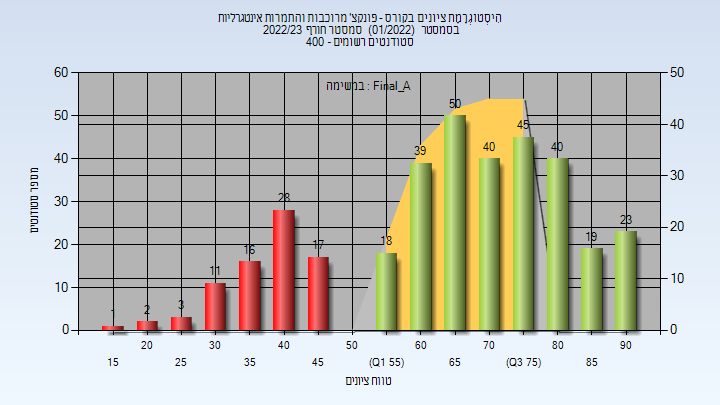 היסטוגרמת ציונים בקורס - פונקצ' מרוכבות והתמרות אינטגרליות
בסמסטר (01/2022) סמסטר חורף 2022/23
סטודנטים רשומים - 400
במשימה : Final_A
מספר סטודנטים
60 50 40 30 20 10 0
50 40 30 20 10 0
1 2 3 11 16 28 17 18 39 50 40 45 40 19 23
20 30 40 50 60 70 80 90
15 25 35 45 (Q1 55) 65 (Q3 75) 85
טווח ציונים